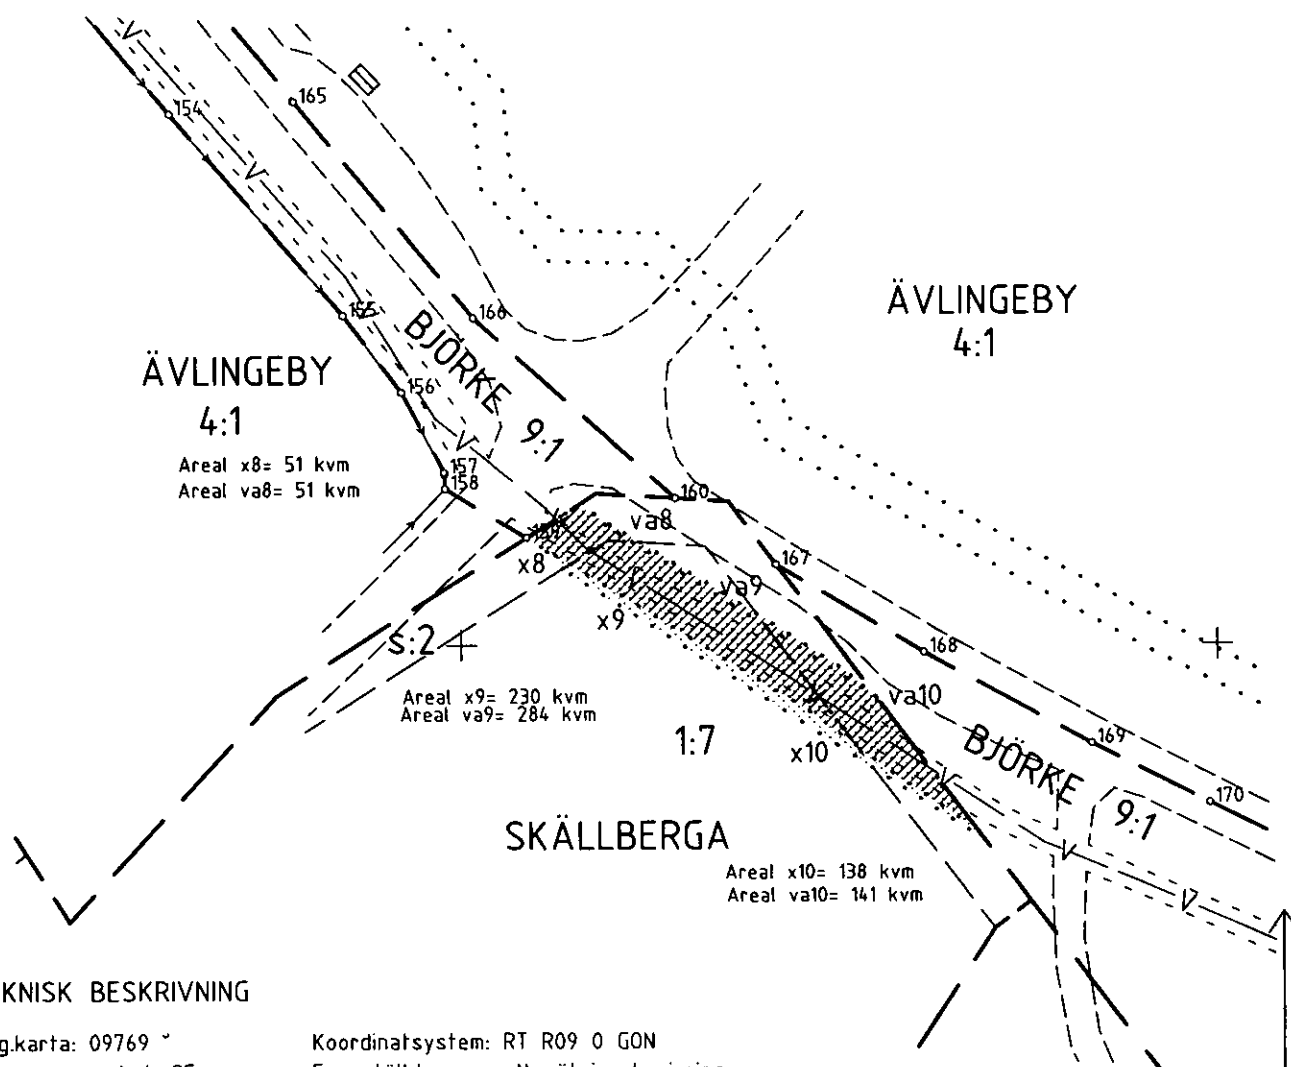 V
154
165
V
ÄVLINGEBY
4:1
155
V
166
BJÖRKE 9:1
ÄVLINGEBY
4:1
156
V
Areal x8= 51 kvm
Areal va8= 51 kvm
157
158
160
va8
159
x8
167
va9
x9
s:2
168
Areal x9= 230 kvm
Areal va9= 284 kvm
va10
1:7
x10
169
BJÖRKE 9:1
V
170
SKÄLLBERGA
V
Areal x10= 138 kvm
Areal va10= 141 kvm
V
KNISK BESKRIVNING
g.karta: 09769
Koordinatsystem: RT R09 0 GON